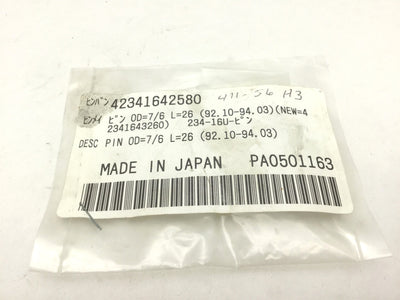 ﾋﾝﾊﾞﾝ 42341642580 411-56 H3
ﾋﾝﾒｲ ﾋﾟﾝ OD=7/6 L=26 (92.10-94.03)(NEW=4
2341643260) 234-16U-ﾋﾟﾝ
DESC PIN OD=7/6 L=26 (92.10-94.03)
MADE IN JAPAN PA0501163